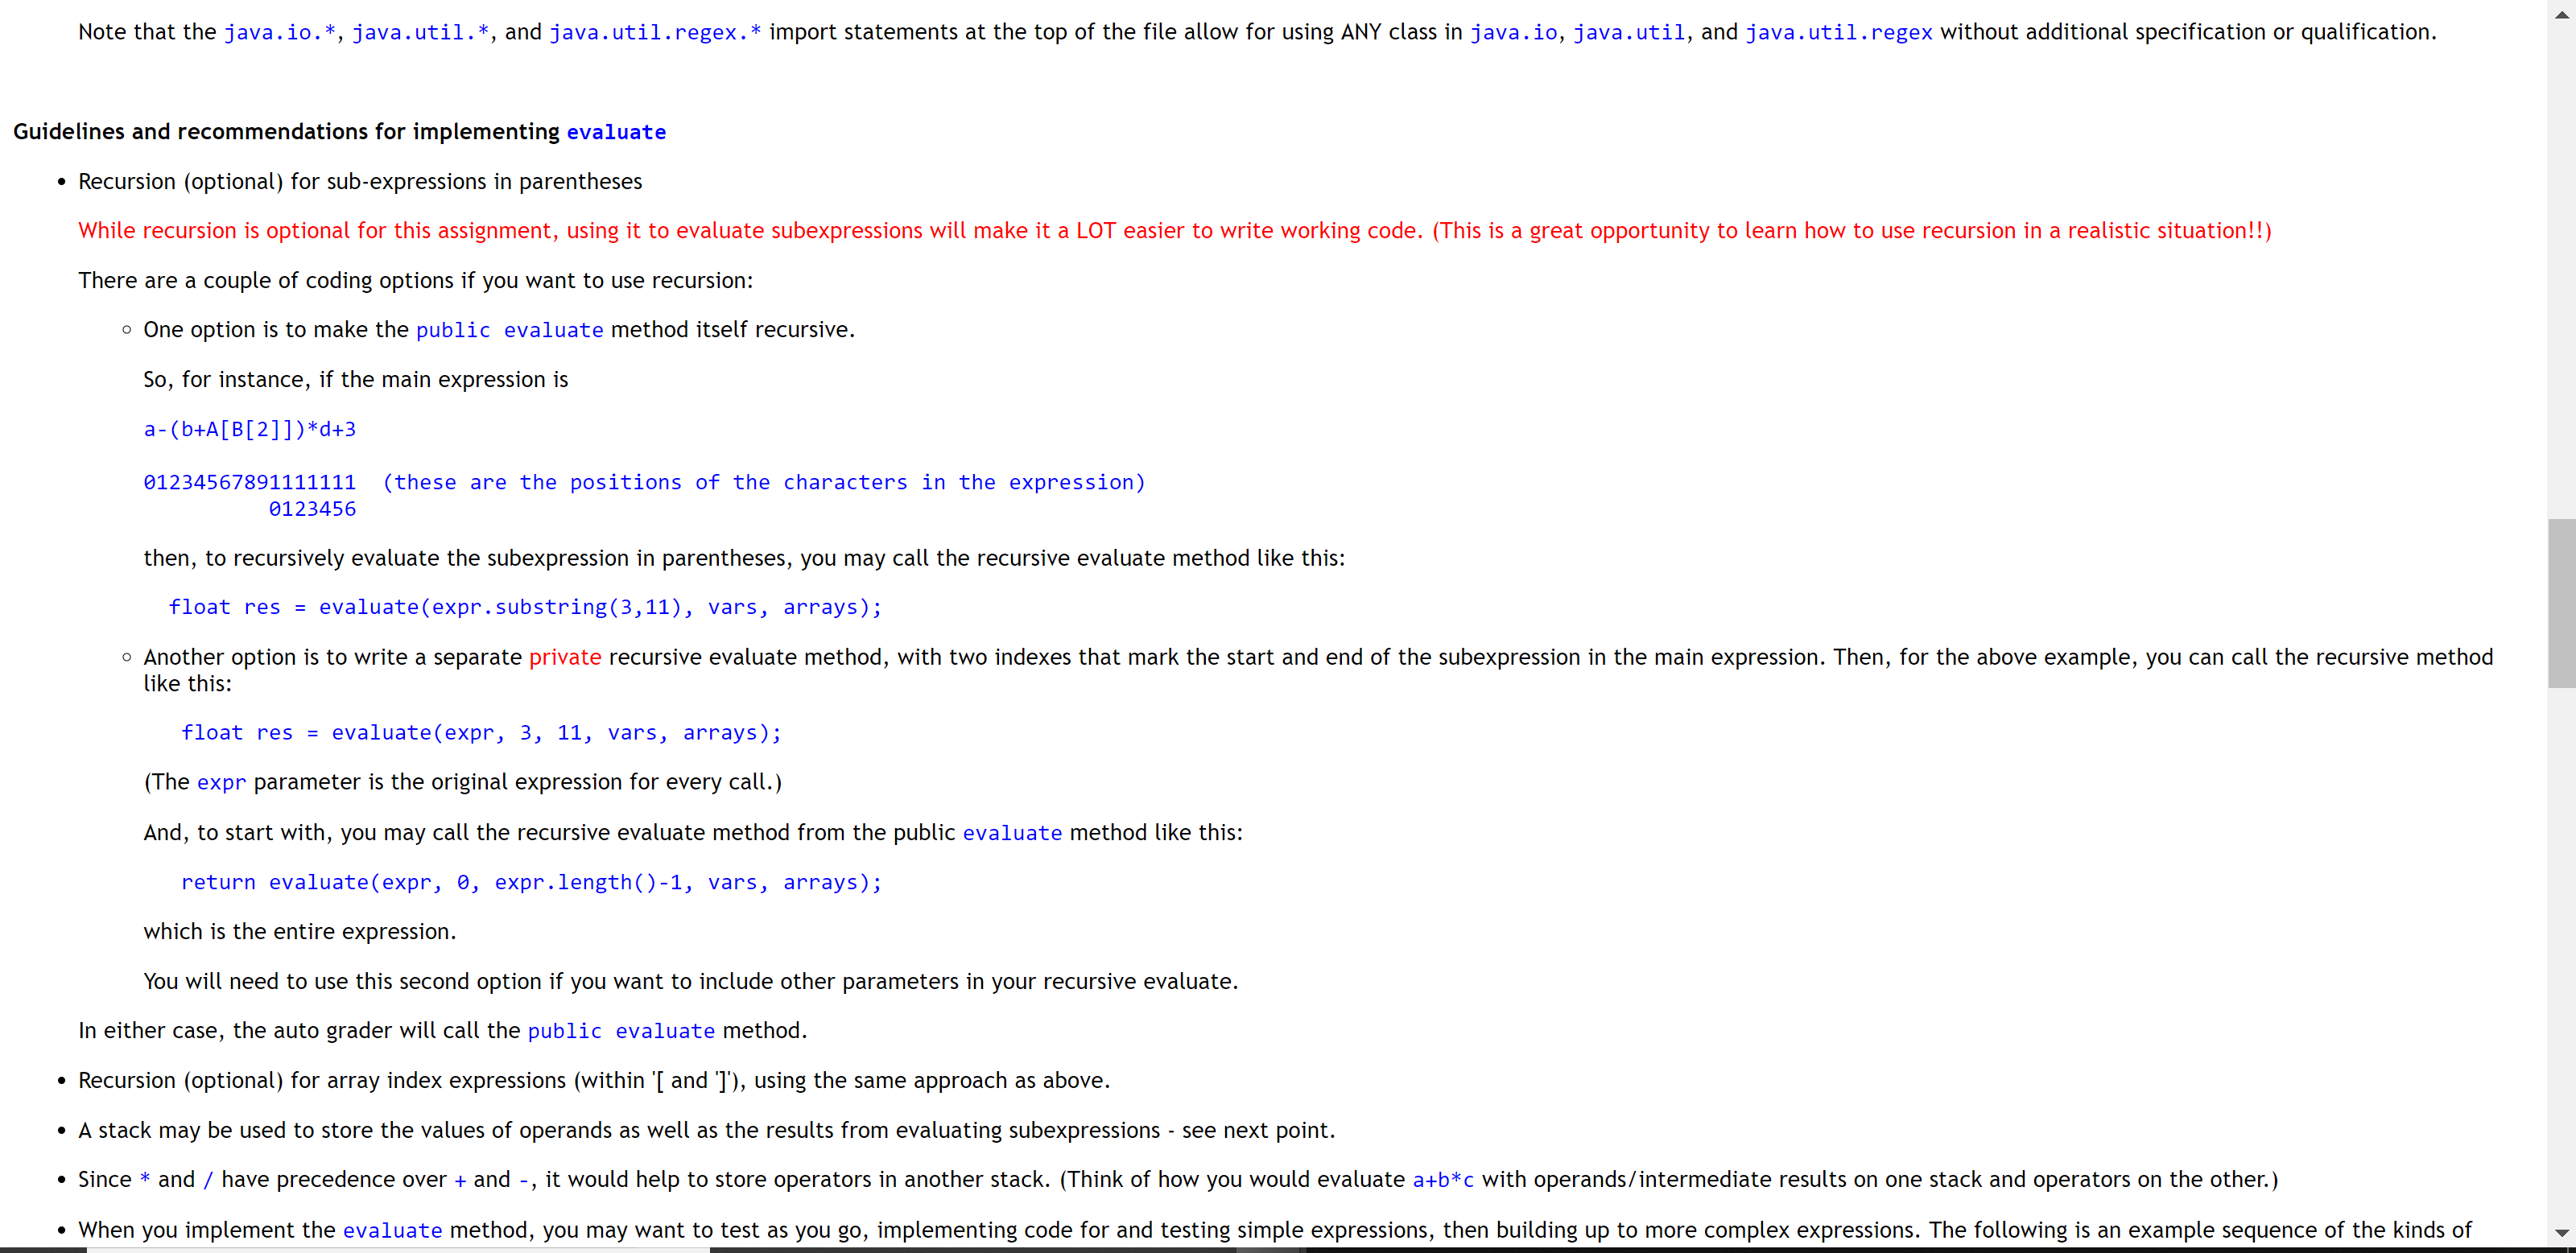 Note that the java.io.*, java.util.*, and java.util.regex.* import statements at the top of the file allow for using ANY class in java.io, java.util, and java.util.regex without additional specification or qualification.
Guidelines and recommendations for implementing evaluate
• Recursion (optional) for sub-expressions in parentheses
While recursion is optional for this assignment, using it to evaluate subexpressions will make it a LOT easier to write working code. (This is a great opportunity to learn how to use recursion in a realistic situation!!)
There are a couple of coding options if you want to use recursion:
◦ One option is to make the public evaluate method itself recursive.
So, for instance, if the main expression is
a-(b+A[B[2]])*d+3
01234567891111111  (these are the positions of the characters in the expression)
0123456
then, to recursively evaluate the subexpression in parentheses, you may call the recursive evaluate method like this:
float res = evaluate(expr.substring(3,11), vars, arrays);
◦ Another option is to write a separate private recursive evaluate method, with two indexes that mark the start and end of the subexpression in the main expression. Then, for the above example, you can call the recursive method
like this:
float res = evaluate(expr, 3, 11, vars, arrays);
(The expr parameter is the original expression for every call.)
And, to start with, you may call the recursive evaluate method from the public evaluate method like this:
return evaluate(expr, 0, expr.length()-1, vars, arrays);
which is the entire expression.
You will need to use this second option if you want to include other parameters in your recursive evaluate.
In either case, the auto grader will call the public evaluate method.
• Recursion (optional) for array index expressions (within '[ and ']'), using the same approach as above.
• A stack may be used to store the values of operands as well as the results from evaluating subexpressions - see next point.
• Since * and / have precedence over + and -, it would help to store operators in another stack. (Think of how you would evaluate a+b*c with operands/intermediate results on one stack and operators on the other.)
• When you implement the evaluate method, you may want to test as you go, implementing code for and testing simple expressions, then building up to more complex expressions. The following is an example sequence of the kinds of